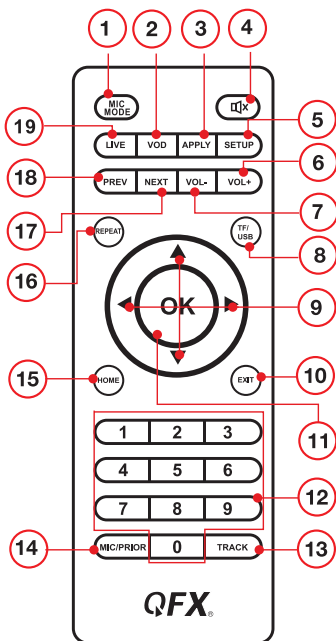 1 2 3 4
MIC MODE
19 5
LIVE VOD APPLY SETUP
6
18 PREV NEXT VOL- VOL+
17 7
REPEAT TF/ USB
16 8
OK 9
15 HOME EXIT 10
11
1 2 3
4 5 6
7 8 9 12
14 MIC/PRIOR 0 TRACK 13
QFX®